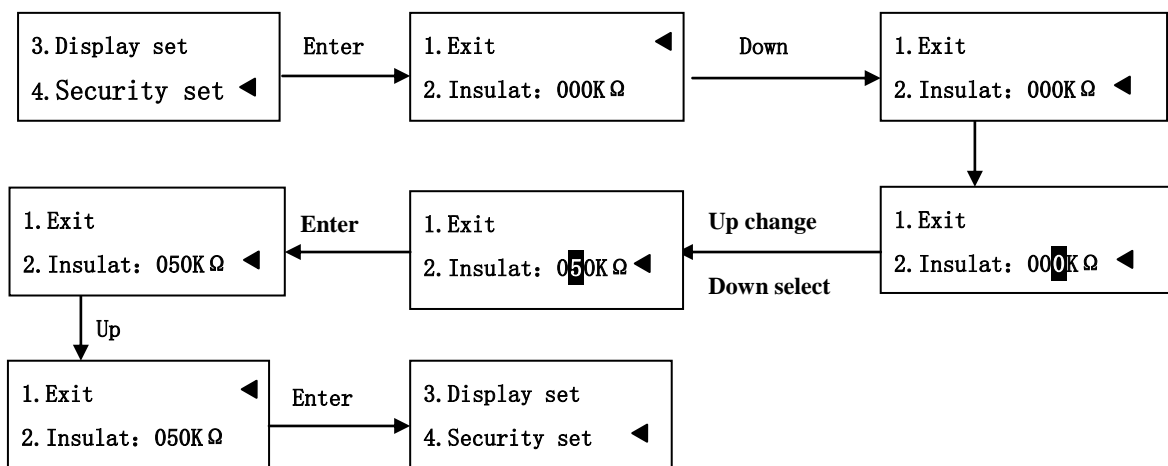 3.Display set
4.Security set ◀
Enter
1.Exit ◀
2.Insulat: 000KΩ
Down
1.Exit
2.Insulat: 000KΩ ◀
1.Exit
2.Insulat: 050KΩ ◀
Enter
1.Exit
2.Insulat: 050KΩ ◀
Up change
Down select
1.Exit
2.Insulat: 000KΩ ◀
Up
1.Exit ◀
2.Insulat: 050KΩ
Enter
3.Display set
4.Security set ◀